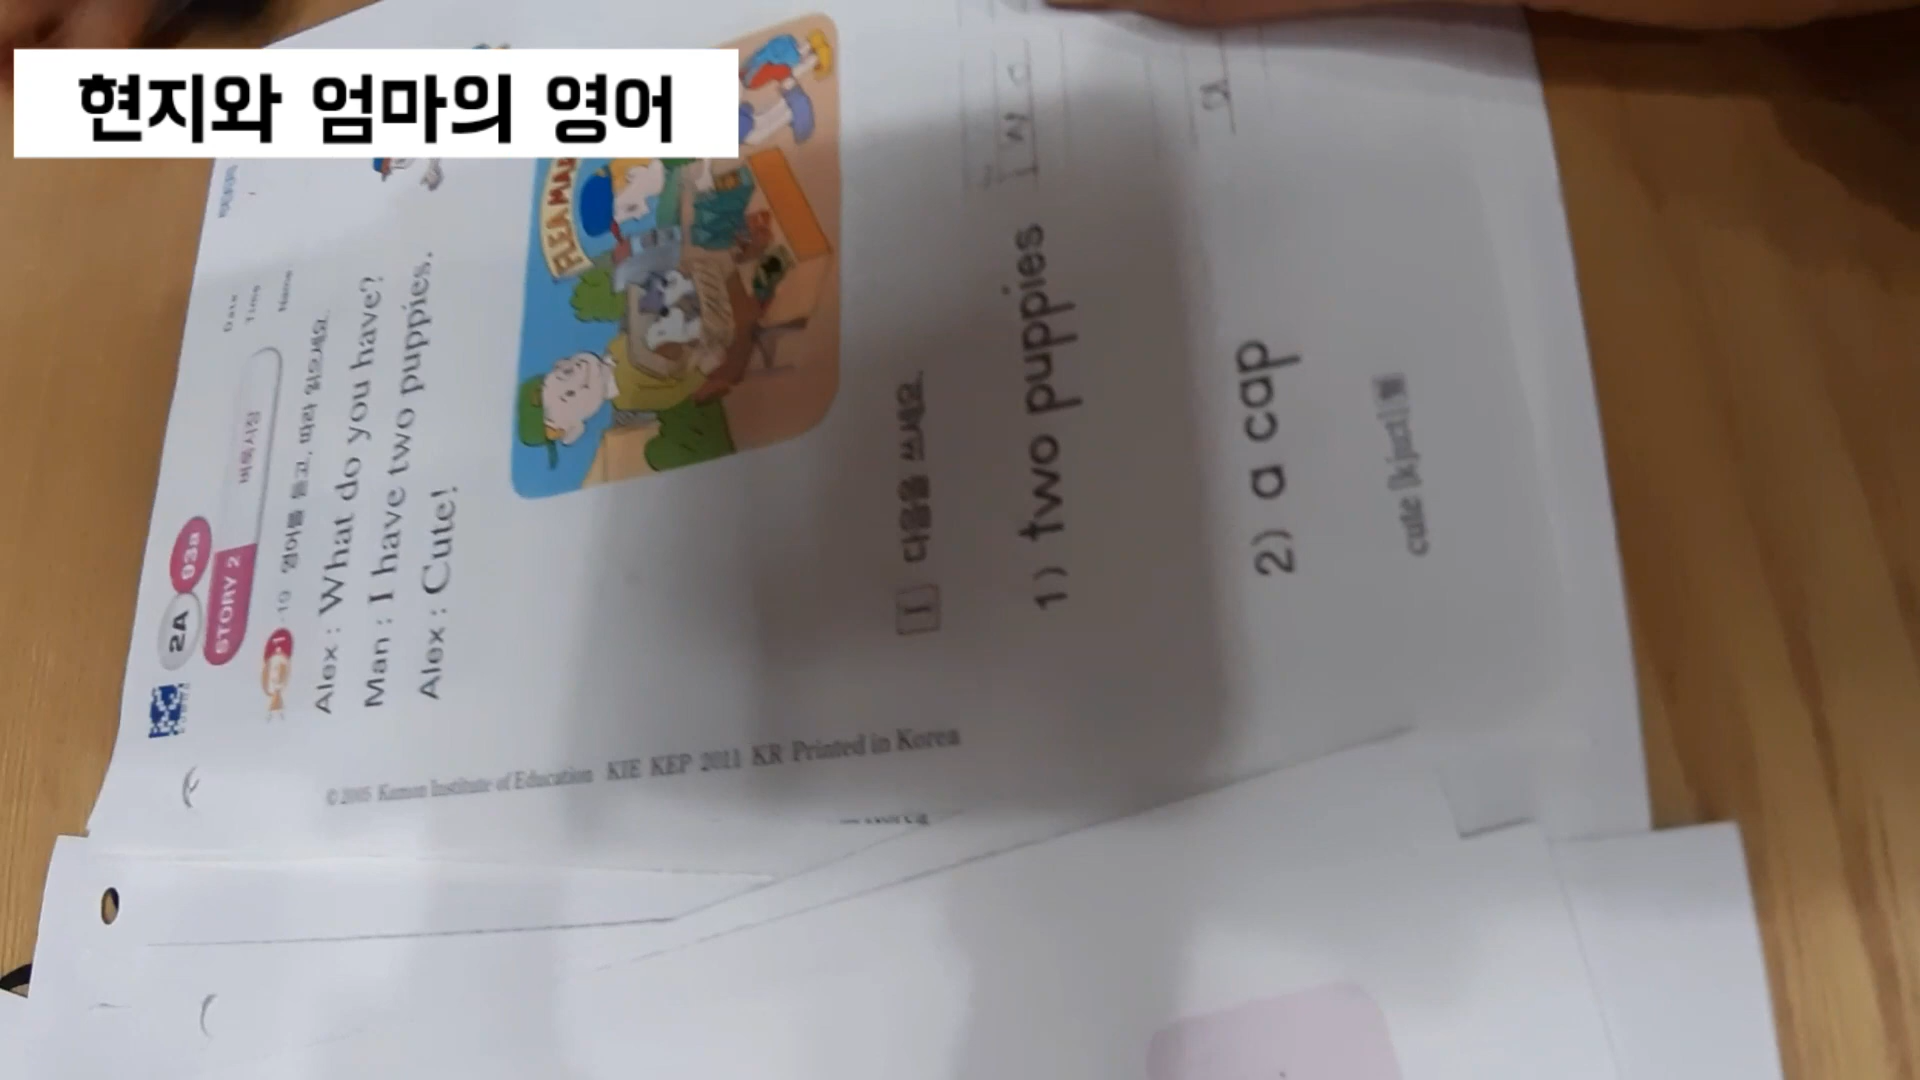 현지와 엄마의 영어
2A 93a
STORY 2
벼룩시장
Date
Time
Name
영어를 듣고, 따라 읽으세요.
Alex : What do you have?
Man : I have two puppies.
Alex : Cute!
FLEA MAR
1 다음을 쓰세요.
1) two puppies
2) a cap
cute [kjuːt]
©2005 Kumon Institute of Education KIE KEP 2011 KR Printed in Korea